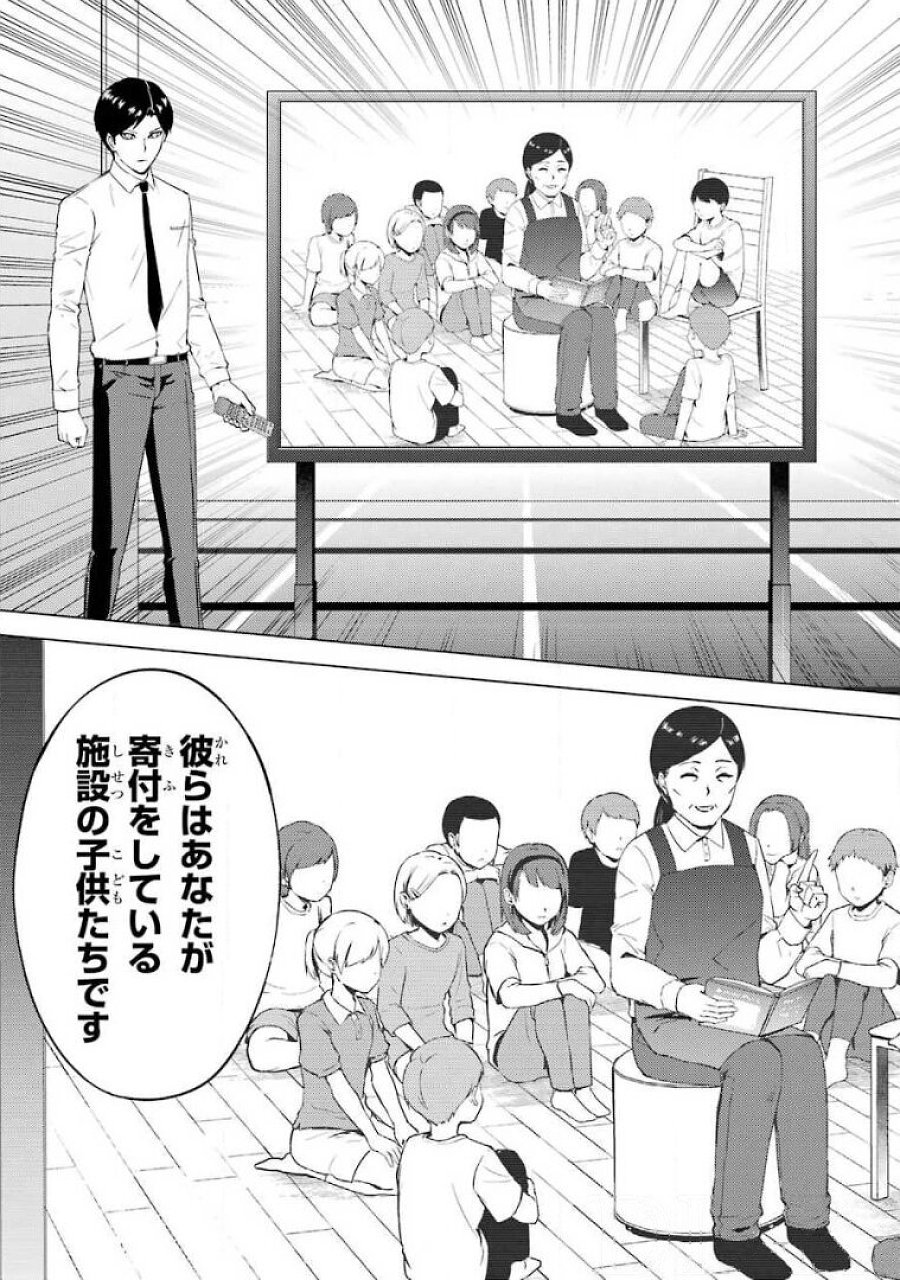 彼らはあなたが
寄付をしている
施設の子供たちです